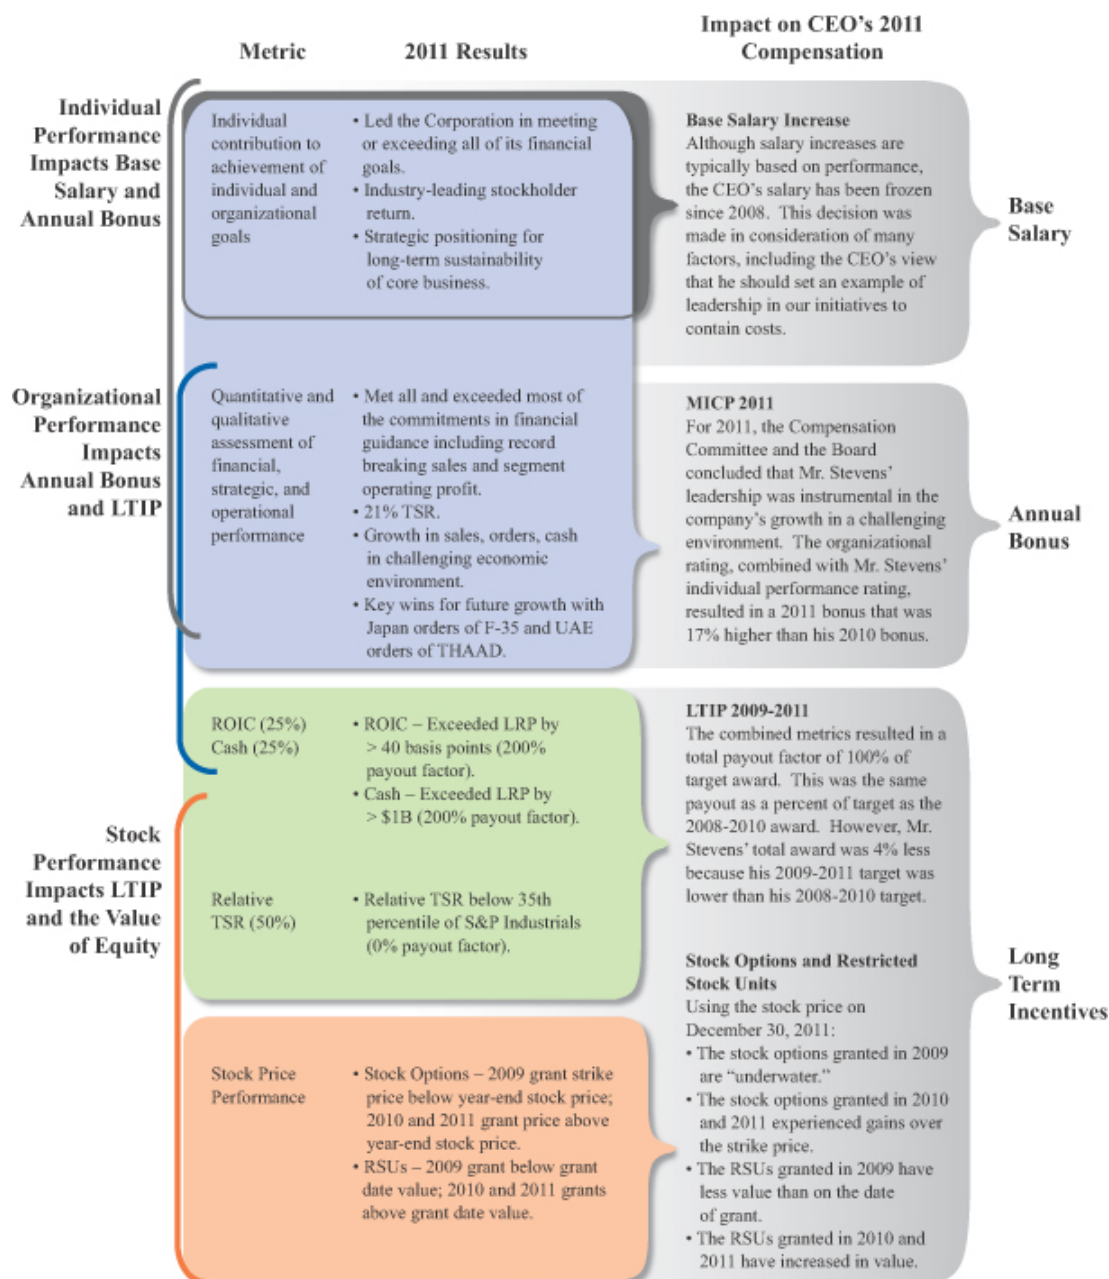 Metric
2011 Results
Impact on CEO's 2011
Compensation
Individual
Performance
Impacts Base
Salary and
Annual Bonus
Individual
contribution to
achievement of
individual and
organizational
goals
• Led the Corporation in meeting
or exceeding all of its financial
goals.
• Industry-leading stockholder
return.
• Strategic positioning for
long-term sustainability
of core business.
Base Salary Increase
Although salary increases are
typically based on performance,
the CEO's salary has been frozen
since 2008. This decision was
made in consideration of many
factors, including the CEO's view
that he should set an example of
leadership in our initiatives to
contain costs.
Base
Salary
Organizational
Performance
Impacts
Annual Bonus
and LTIP
Quantitative and
qualitative
assessment of
financial,
strategic, and
operational
performance
• Met all and exceeded most of
the commitments in financial
guidance including record
breaking sales and segment
operating profit.
• 21% TSR.
• Growth in sales, orders, cash
in challenging economic
environment.
• Key wins for future growth with
Japan orders of F-35 and UAE
orders of THAAD.
MICP 2011
For 2011, the Compensation
Committee and the Board
concluded that Mr. Stevens'
leadership was instrumental in the
company's growth in a challenging
environment. The organizational
rating, combined with Mr. Stevens'
individual performance rating,
resulted in a 2011 bonus that was
17% higher than his 2010 bonus.
Annual
Bonus
Stock
Performance
Impacts LTIP
and the Value
of Equity
ROIC (25%)
Cash (25%)
• ROIC – Exceeded LRP by
> 40 basis points (200%
payout factor).
• Cash – Exceeded LRP by
> $1B (200% payout factor).
Relative
TSR (50%)
• Relative TSR below 35th
percentile of S&P Industrials
(0% payout factor).
LTIP 2009-2011
The combined metrics resulted in a
total payout factor of 100% of
target award. This was the same
payout as a percent of target as the
2008-2010 award. However, Mr.
Stevens' total award was 4% less
because his 2009-2011 target was
lower than his 2008-2010 target.
Stock Price
Performance
• Stock Options – 2009 grant strike
price below year-end stock price;
2010 and 2011 grant price above
year-end stock price.
• RSUs – 2009 grant below grant
date value; 2010 and 2011 grants
above grant date value.
Stock Options and Restricted
Stock Units
Using the stock price on
December 30, 2011:
• The stock options granted in 2009
are "underwater."
• The stock options granted in 2010
and 2011 experienced gains over
the strike price.
• The RSUs granted in 2009 have
less value than on the date
of grant.
• The RSUs granted in 2010 and
2011 have increased in value.
Long
Term
Incentives